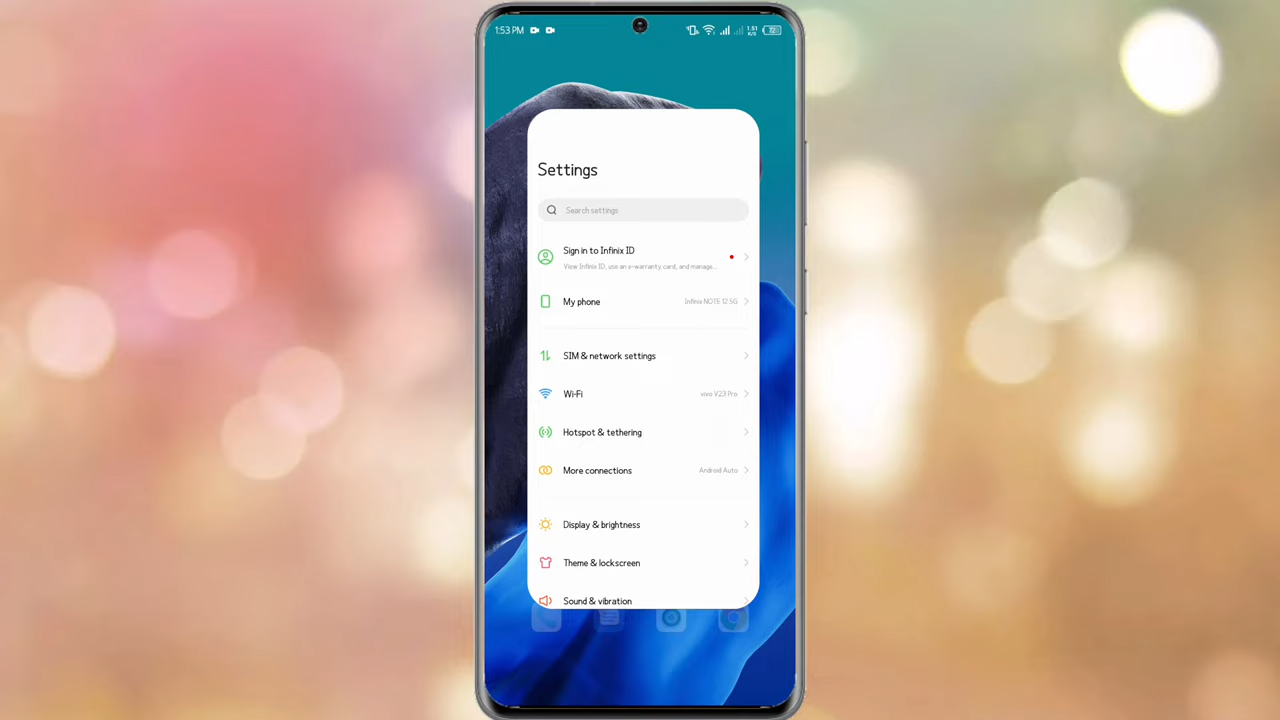 1:53 PM
1.51
K/S
Settings
Search settings
Sign in to Infinix ID
View Infinix ID, use an e-warranty card, and manage...
My phone
Infinix NOTE 12 5G
SIM & network settings
Wi-Fi
vivo V23 Pro
Hotspot & tethering
More connections
Android Auto
Display & brightness
Theme & lockscreen
Sound & vibration